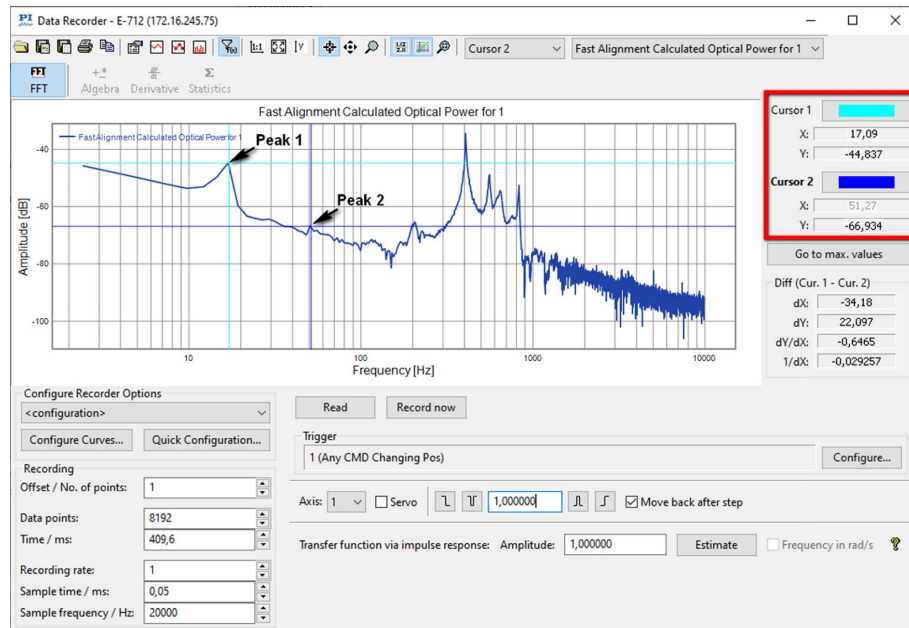 PI Data Recorder - E-712 (172.16.245.75)
Cursor 2 Fast Alignment Calculated Optical Power for 1
FFT
FFT Algebra Derivative Statistics
Fast Alignment Calculated Optical Power for 1
FastAlignment Calculated Optical Power for 1
Peak 1
Peak 2
-40
-60
-80
-100
Amplitude [dB]
10 100 1000 10000
Frequency [Hz]
Cursor 1
X: 17,09
Y: -44,837
Cursor 2
X: 51,27
Y: -66,934
Go to max. values
Diff (Cur. 1 - Cur. 2)
dX: -34,18
dY: 22,097
dY/dX: -0,6465
1/dX: -0,029257
Configure Recorder Options
<configuration>
Configure Curves... Quick Configuration...
Recording
Offset / No. of points: 1
Data points: 8192
Time / ms: 409,6
Recording rate: 1
Sample time / ms: 0,05
Sample frequency / Hz: 20000
Read Record now
Trigger
1 (Any CMD Changing Pos) Configure...
Axis: 1 Servo 1,000000 Move back after step
Transfer function via impulse response: Amplitude: 1,000000 Estimate Frequency in rad/s